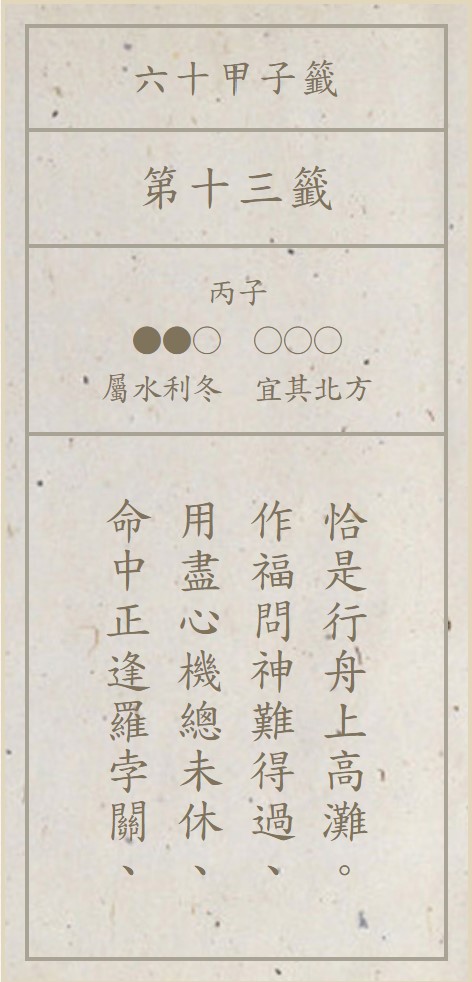 六十甲子籤
第十三籤
丙子
●●○　○○○
屬水利冬　宜其北方
命中正逢羅孛關、
用盡心機總未休、
作福問神難得過、
恰是行舟上高灘。